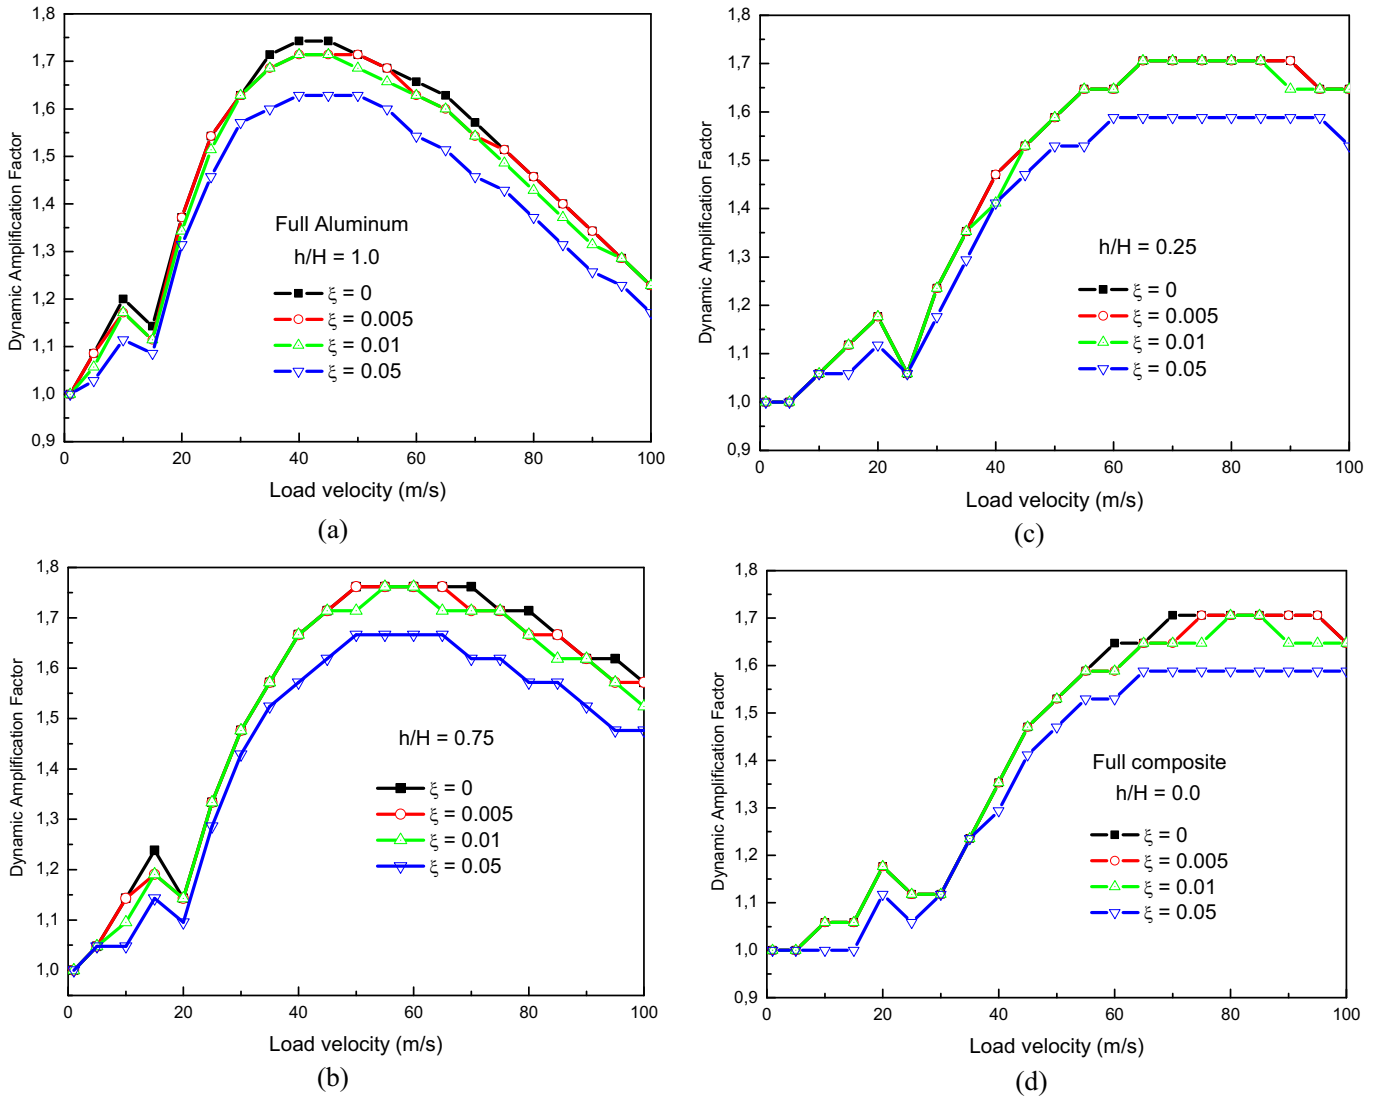 1,8
1,7
1,6
1,5
1,4
1,3
1,2
1,1
1,0
0,9
Dynamic Amplification Factor
Full Aluminum
h/H = 1.0
ξ = 0
ξ = 0.005
ξ = 0.01
ξ = 0.05
0 20 40 60 80 100
Load velocity (m/s)
(a)
1,8
1,7
1,6
1,5
1,4
1,3
1,2
1,1
1,0
0,9
Dynamic Amplification Factor
h/H = 0.25
ξ = 0
ξ = 0.005
ξ = 0.01
ξ = 0.05
0 20 40 60 80 100
Load velocity (m/s)
(c)
1,8
1,7
1,6
1,5
1,4
1,3
1,2
1,1
1,0
Dynamic Amplification Factor
h/H = 0.75
ξ = 0
ξ = 0.005
ξ = 0.01
ξ = 0.05
0 20 40 60 80 100
Load velocity (m/s)
(b)
1,8
1,7
1,6
1,5
1,4
1,3
1,2
1,1
1,0
0,9
Dynamic Amplification Factor
Full composite
h/H = 0.0
ξ = 0
ξ = 0.005
ξ = 0.01
ξ = 0.05
0 20 40 60 80 100
Load velocity (m/s)
(d)